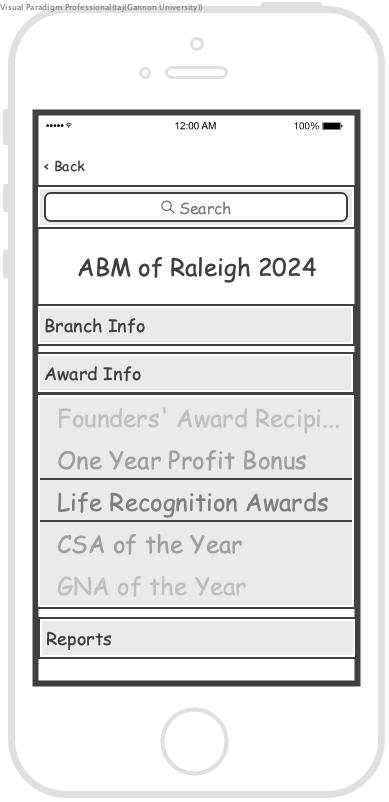 Visual Paradigm Professional(taj(Gannon University))
12:00 AM
100%
‹ Back
Search
ABM of Raleigh 2024
Branch Info
Award Info
Founders' Award Recipi...
One Year Profit Bonus
Life Recognition Awards
CSA of the Year
GNA of the Year
Reports